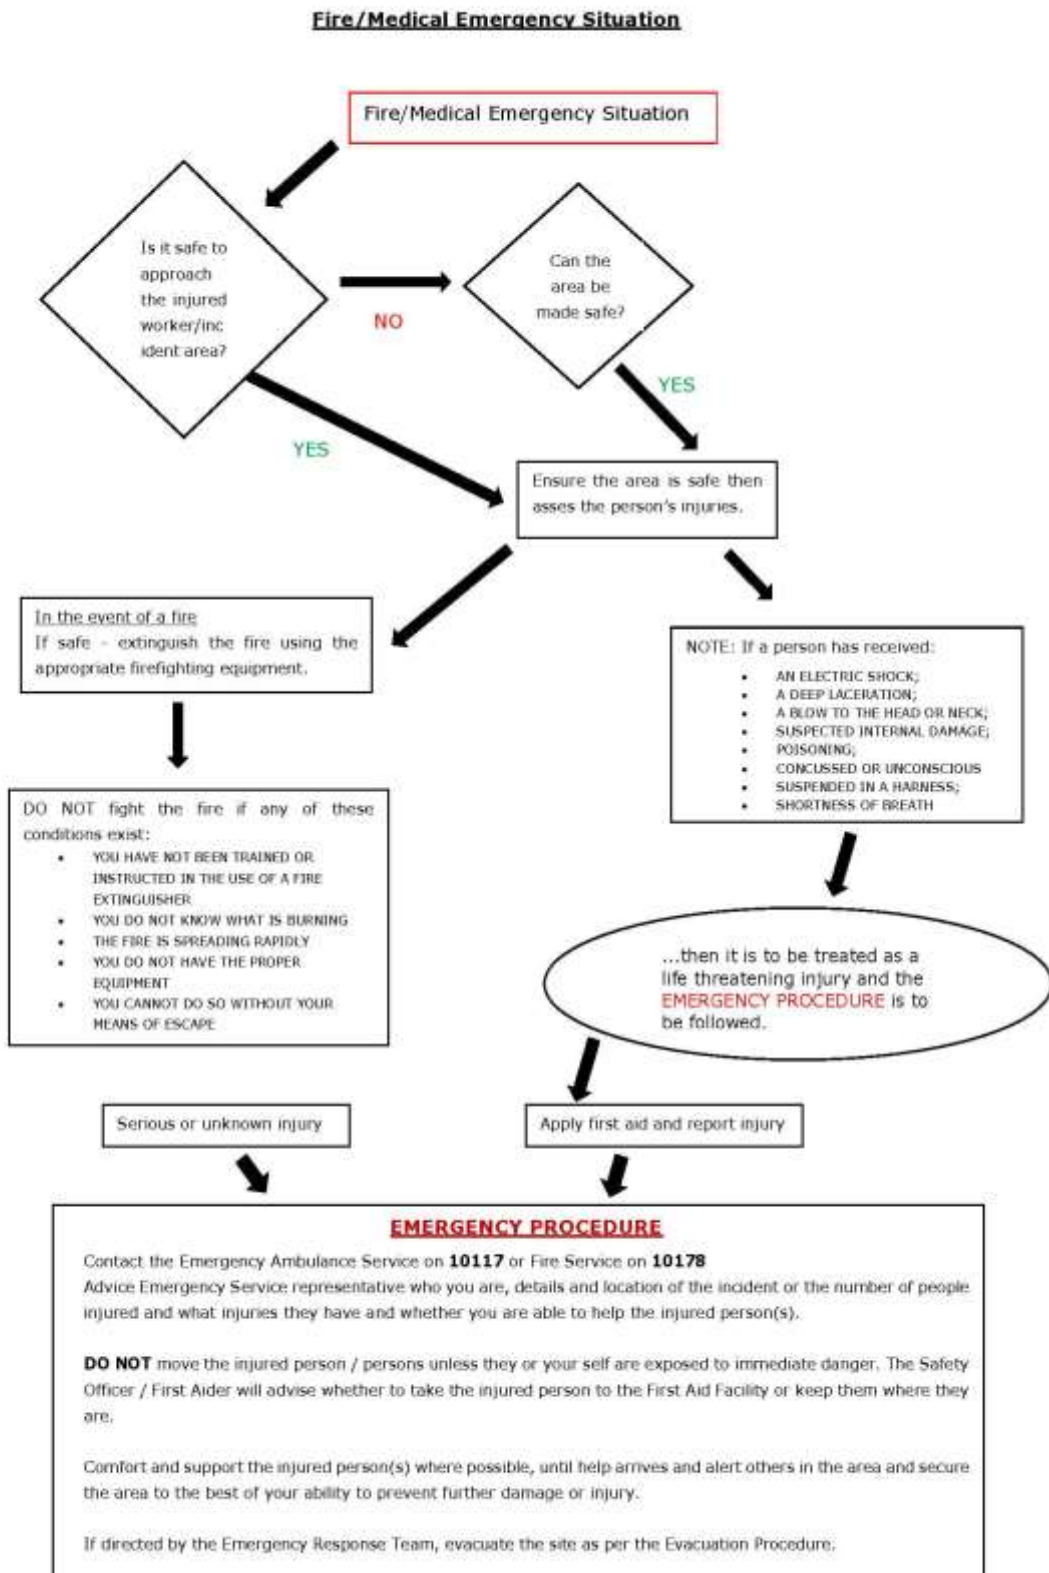 Fire/Medical Emergency Situation
Fire/Medical Emergency Situation
Is it safe to
approach
the injured
worker/inc
ident area?
NO
Can the
area be
made safe?
YES
YES
Ensure the area is safe then
asses the person's injuries.
In the event of a fire
If safe - extinguish the fire using the
appropriate firefighting equipment.
NOTE: If a person has received:
• AN ELECTRIC SHOCK;
• A DEEP LACERATION;
• A BLOW TO THE HEAD OR NECK;
• SUSPECTED INTERNAL DAMAGE;
• POISONING;
• CONCUSSED OR UNCONSCIOUS
• SUSPENDED IN A HARNESS;
• SHORTNESS OF BREATH
DO NOT fight the fire if any of these
conditions exist:
• YOU HAVE NOT BEEN TRAINED OR
INSTRUCTED IN THE USE OF A FIRE
EXTINGUISHER
• YOU DO NOT KNOW WHAT IS BURNING
• THE FIRE IS SPREADING RAPIDLY
• YOU DO NOT HAVE THE PROPER
EQUIPMENT
• YOU CANNOT DO SO WITHOUT YOUR
MEANS OF ESCAPE
...then it is to be treated as a
life threatening injury and the
EMERGENCY PROCEDURE is to
be followed.
Serious or unknown injury
Apply first aid and report injury
EMERGENCY PROCEDURE
Contact the Emergency Ambulance Service on 10117 or Fire Service on 10178
Advice Emergency Service representative who you are, details and location of the incident or the number of people
injured and what injuries they have and whether you are able to help the injured person(s).
DO NOT move the injured person / persons unless they or your self are exposed to immediate danger. The Safety
Officer / First Aider will advise whether to take the injured person to the First Aid Facility or keep them where they
are.
Comfort and support the injured person(s) where possible, until help arrives and alert others in the area and secure
the area to the best of your ability to prevent further damage or injury.
If directed by the Emergency Response Team, evacuate the site as per the Evacuation Procedure.